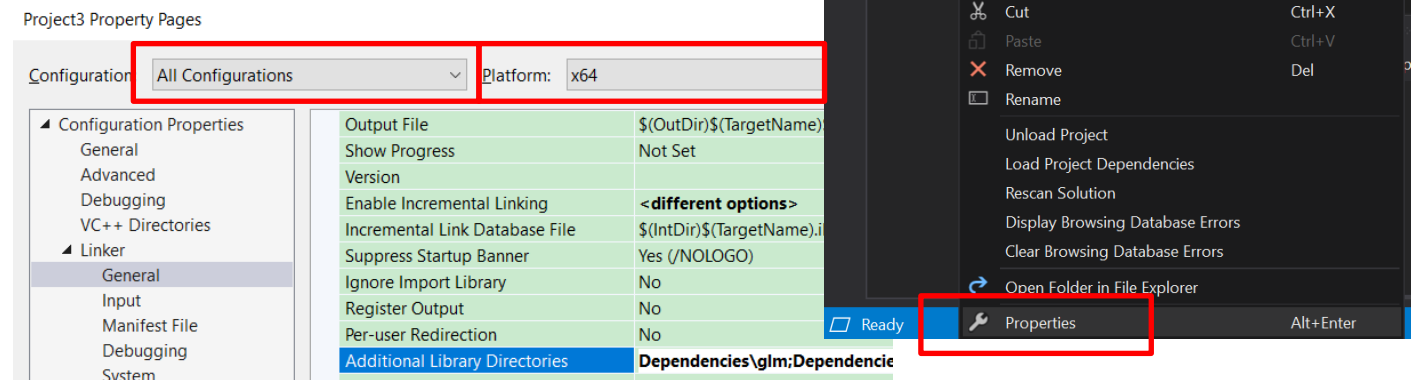 Project3 Property Pages
Configuration
All Configurations
Platform:
x64
Configuration Properties
General
Advanced
Debugging
VC++ Directories
Linker
General
Input
Manifest File
Debugging
System
Output File $(OutDir)$(TargetName)
Show Progress Not Set
Version
Enable Incremental Linking <different options>
Incremental Link Database File $(IntDir)$(TargetName).il
Suppress Startup Banner Yes (/NOLOGO)
Ignore Import Library No
Register Output No
Per-user Redirection No
Additional Library Directories Dependencies\glm;Dependencie
Cut Ctrl+X
Paste Ctrl+V
Remove Del
Rename
Unload Project
Load Project Dependencies
Rescan Solution
Display Browsing Database Errors
Clear Browsing Database Errors
Open Folder in File Explorer
Properties Alt+Enter
Ready